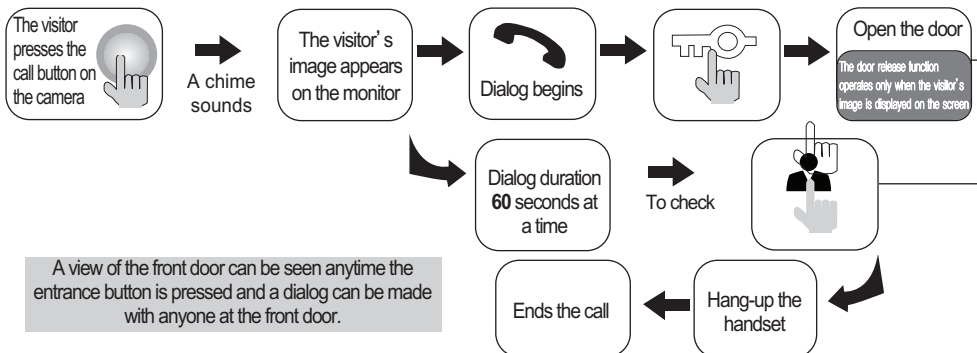 The visitor
presses the
call button on
the camera
A chime
sounds
The visitor's
image appears
on the monitor
Dialog begins
Open the door
The door release function
operates only when the visitor's
image is displayed on the screen
Dialog duration
60 seconds at
a time
To check
A view of the front door can be seen anytime the
entrance button is pressed and a dialog can be made
with anyone at the front door.
Ends the call
Hang-up the
handset